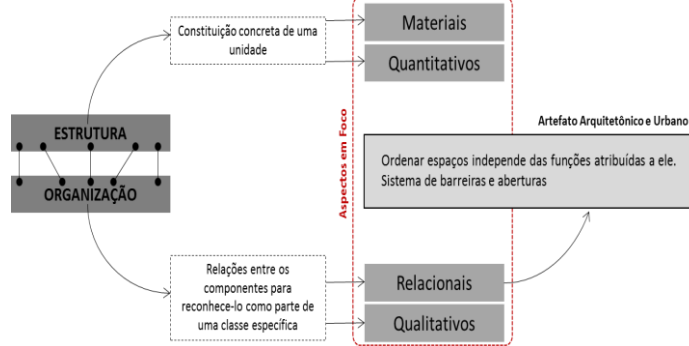 Constituição concreta de uma
unidade
Materiais
Quantitativos
ESTRUTURA
ORGANIZAÇÃO
Aspectos em Foco
Artefato Arquitetônico e Urbano
Ordenar espaços independe das funções atribuídas a ele.
Sistema de barreiras e aberturas
Relações entre os
componentes para
reconhece-lo como parte de
uma classe específica
Relacionais
Qualitativos